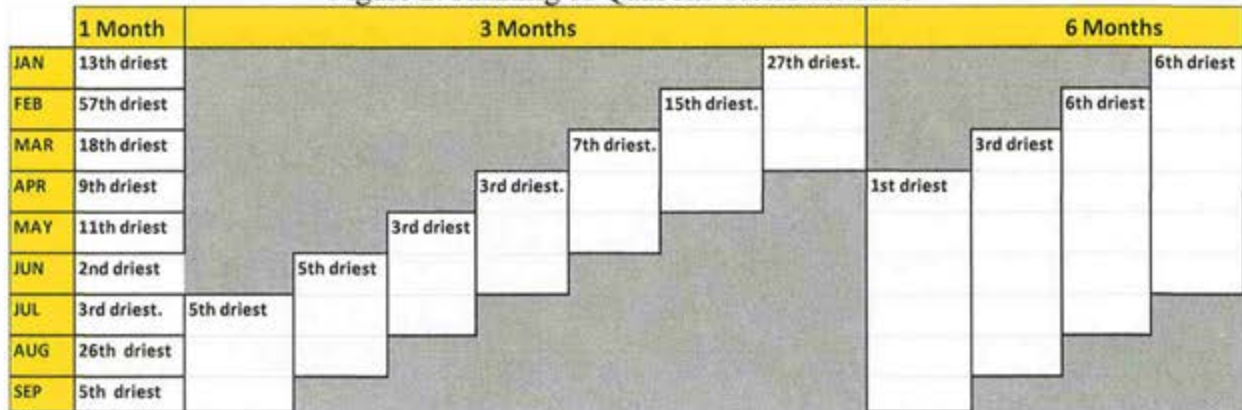 1 Month 3 Months 6 Months
JAN 13th driest 27th driest. 6th driest
FEB 57th driest 15th driest. 6th driest
MAR 18th driest 7th driest. 3rd driest
APR 9th driest 3rd driest. 1st driest
MAY 11th driest 3rd driest
JUN 2nd driest 5th driest
JUL 3rd driest. 5th driest
AUG 26th driest
SEP 5th driest